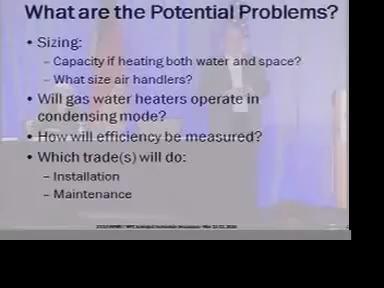 What are the Potential Problems?
• Sizing:
– Capacity if heating both water and space?
– What size air handlers?
• Will gas water heaters operate in
condensing mode?
• How will efficiency be measured?
• Which trade(s) will do:
– Installation
– Maintenance